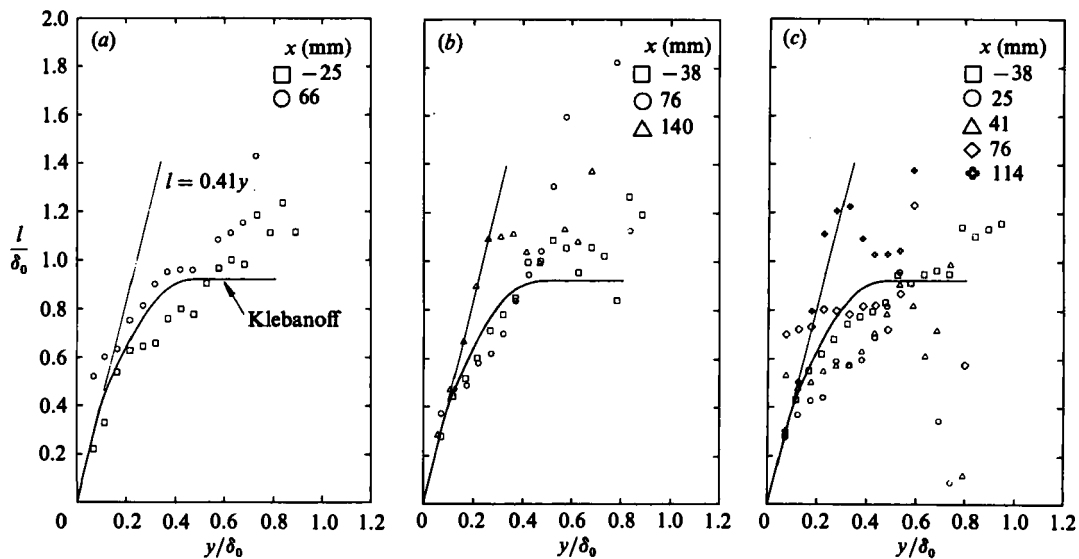 (a)
x (mm)
□ −25
○ 66
2.0
1.8
1.6
1.4
1.2
1.0
0.8
0.6
0.4
0.2
0
l/δ₀
l = 0.41y
Klebanoff
0.2 0.4 0.6 0.8 1.0 1.2
y/δ₀
(b)
x (mm)
□ −38
○ 76
△ 140
0 0.2 0.4 0.6 0.8 1.0 1.2
y/δ₀
(c)
x (mm)
□ −38
○ 25
△ 41
◇ 76
✚ 114
0 0.2 0.4 0.6 0.8 1.0 1.2
y/δ₀